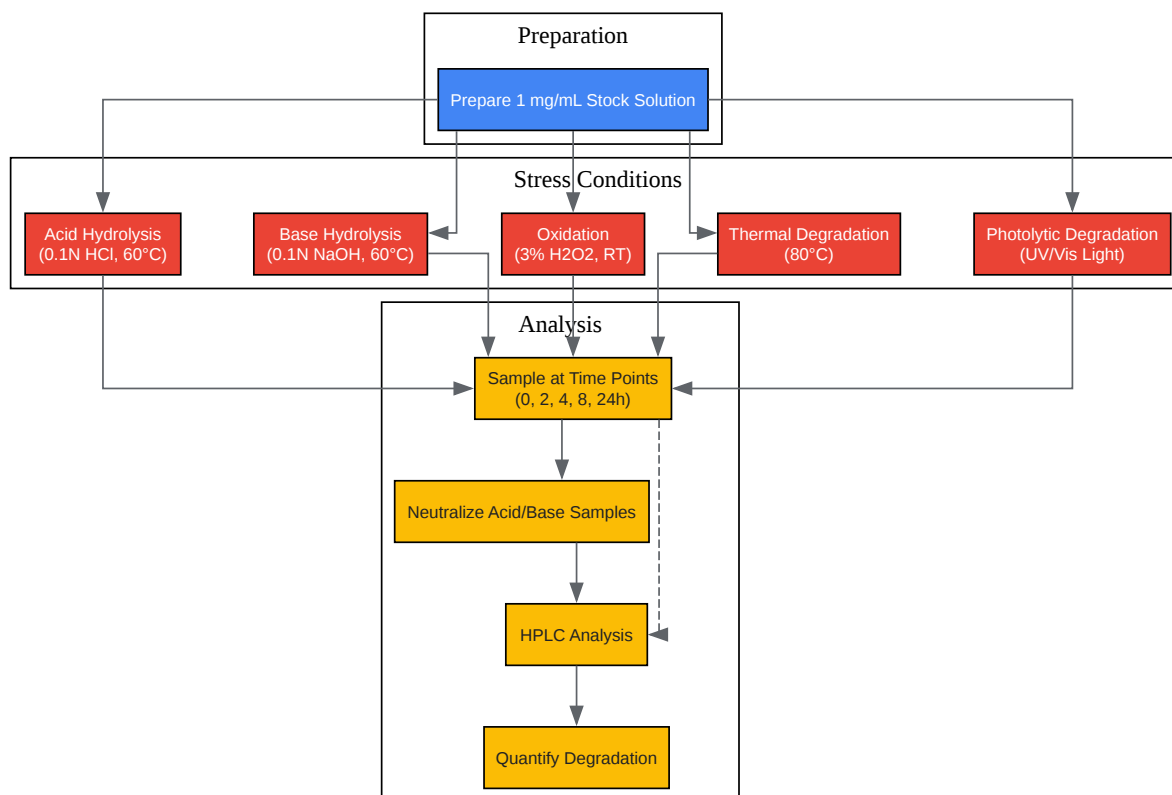 Preparation
Prepare 1 mg/mL Stock Solution
Stress Conditions
Acid Hydrolysis
(0.1N HCl, 60°C)
Base Hydrolysis
(0.1N NaOH, 60°C)
Oxidation
(3% H2O2, RT)
Thermal Degradation
(80°C)
Photolytic Degradation
(UV/Vis Light)
Analysis
Sample at Time Points
(0, 2, 4, 8, 24h)
Neutralize Acid/Base Samples
HPLC Analysis
Quantify Degradation